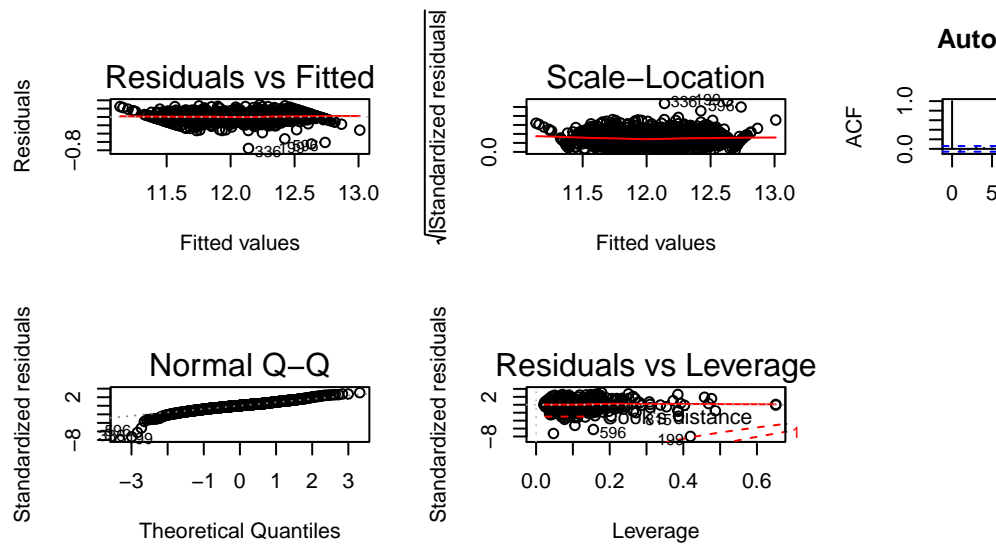 Residuals vs Fitted
Residuals
−0.8
336
11.5 12.0 12.5 13.0
Fitted values
Scale−Location
√|Standardized residuals|
0.0
336
596
11.5 12.0 12.5 13.0
Fitted values
Auto
ACF
0.0 1.0
0 5
Normal Q−Q
Standardized residuals
−8 2
−3 −1 0 1 2 3
Theoretical Quantiles
Residuals vs Leverage
Standardized residuals
−8 2
Cook's distance
596
199
1
0.0 0.2 0.4 0.6
Leverage